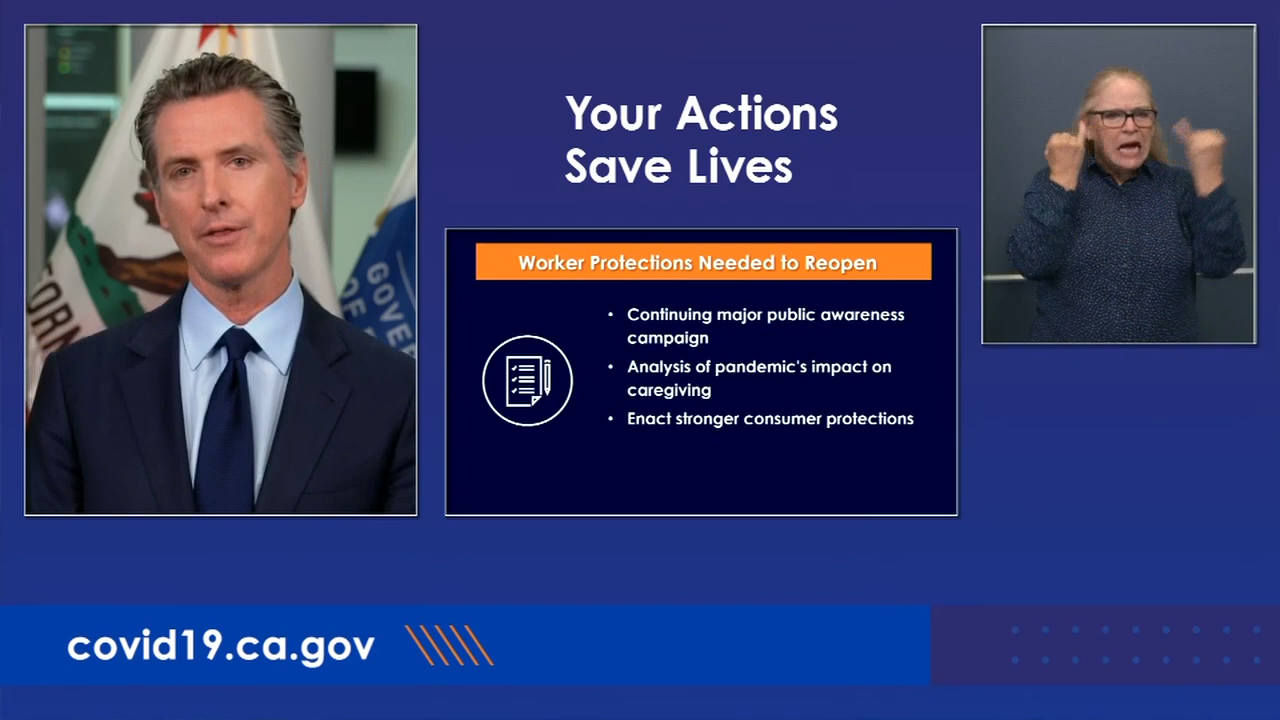 Your Actions
Save Lives
Worker Protections Needed to Reopen
• Continuing major public awareness
campaign
• Analysis of pandemic's impact on
caregiving
• Enact stronger consumer protections
covid19.ca.gov